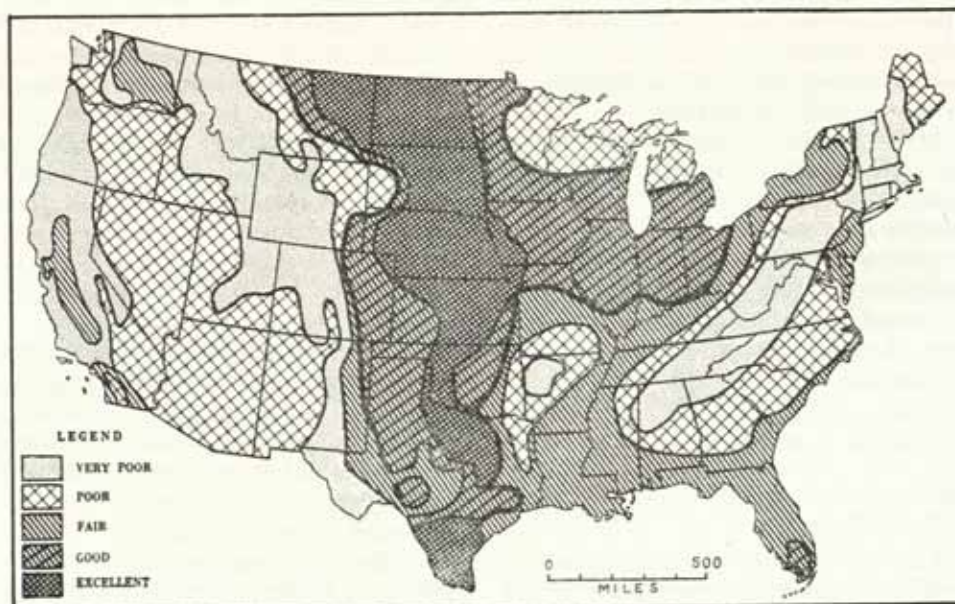 LEGEND
VERY POOR
POOR
FAIR
GOOD
EXCELLENT
0 500
MILES